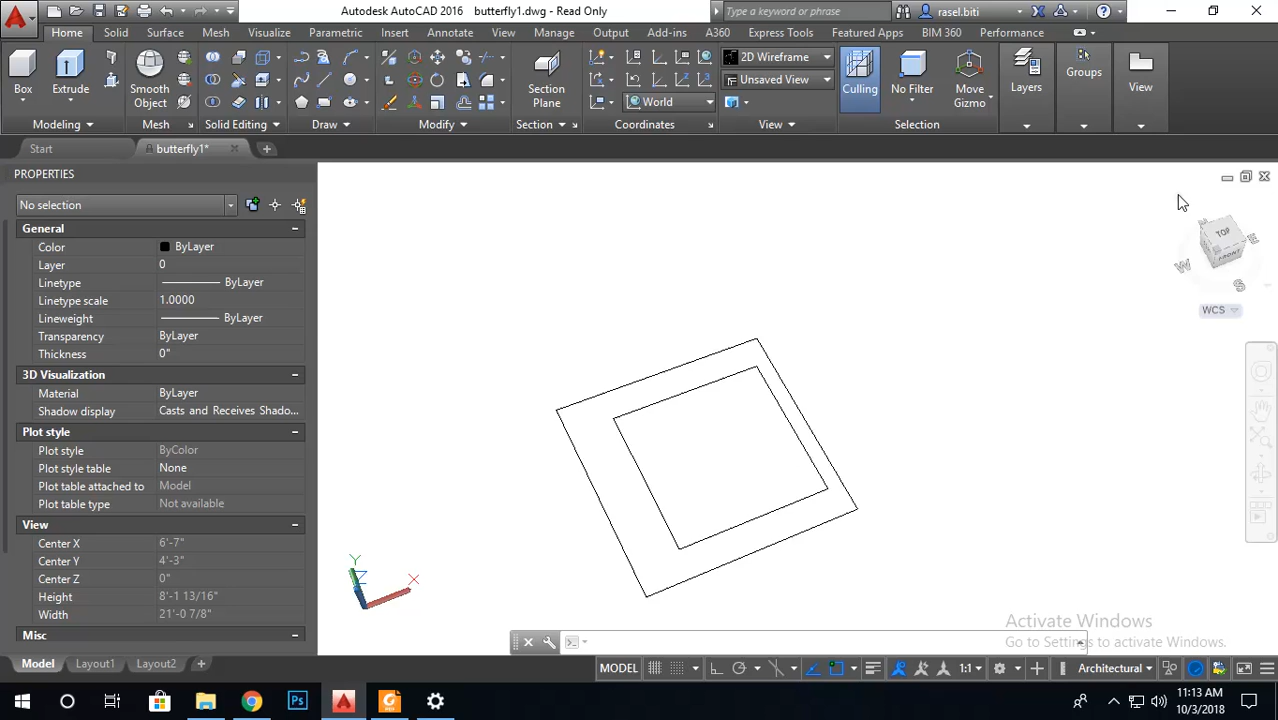 Autodesk AutoCAD 2016 butterfly1.dwg - Read Only
Type a keyword or phrase
rasel.biti
Home Solid Surface Mesh Visualize Parametric Insert Annotate View Manage Output Add-ins A360 Express Tools Featured Apps BIM 360 Performance
2D Wireframe
Unsaved View
World
Box Extrude Smooth Object Section Plane Culling No Filter Move Gizmo Layers Groups View
Modeling Mesh Solid Editing Draw Modify Section Coordinates View Selection
Start butterfly1*
PROPERTIES
No selection
General
Color ByLayer
Layer 0
Linetype ByLayer
Linetype scale 1.0000
Lineweight ByLayer
Transparency ByLayer
Thickness 0"
3D Visualization
Material ByLayer
Shadow display Casts and Receives Shado...
Plot style
Plot style ByColor
Plot style table None
Plot table attached to Model
Plot table type Not available
View
Center X 6'-7"
Center Y 4'-3"
Center Z 0"
Height 8'-1 13/16"
Width 21'-0 7/8"
Misc
TOP
FRONT
W
E
S
WCS
Y
Z
X
Activate Windows
Go to Settings to activate Windows.
Model Layout1 Layout2
MODEL 1:1 Architectural
Ps
11:13 AM
10/3/2018